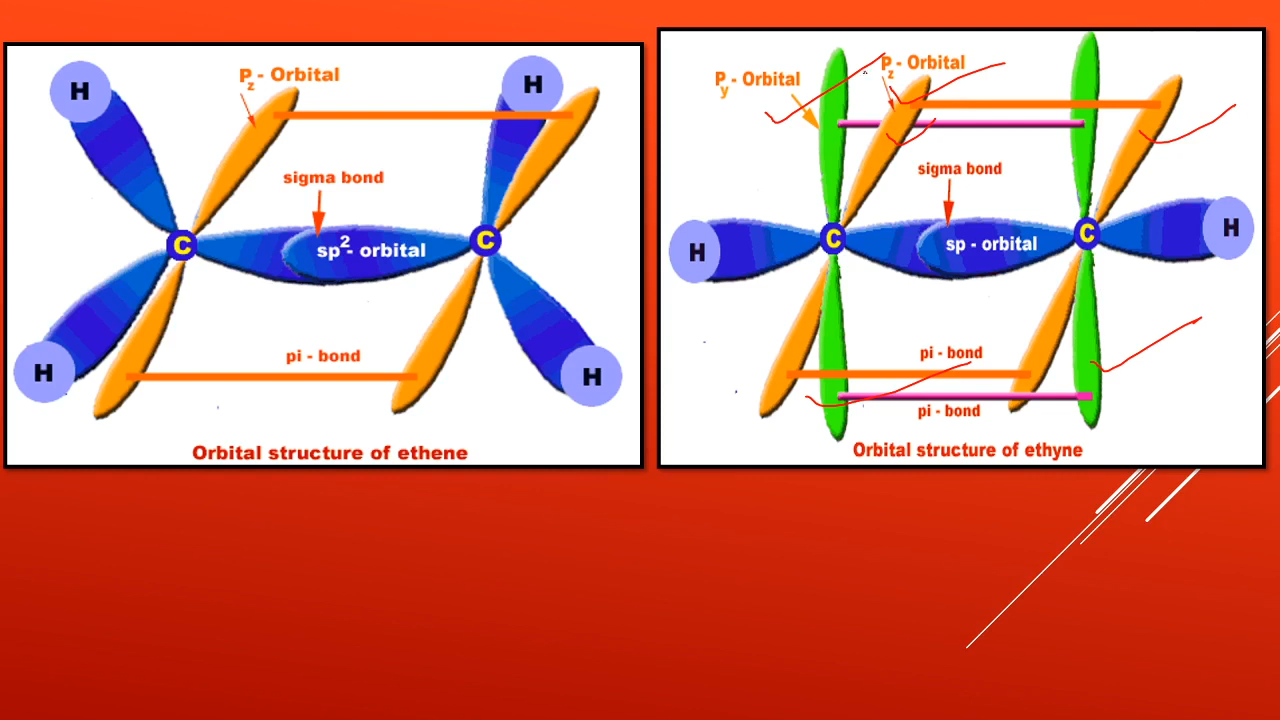 H
H
Pz - Orbital
sigma bond
C
sp2- orbital
C
H
pi - bond
H
Orbital structure of ethene
Py - Orbital
Pz - Orbital
sigma bond
H
C
sp - orbital
C
H
pi - bond
pi - bond
Orbital structure of ethyne